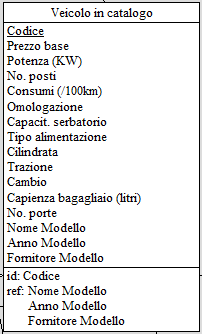 Veicolo in catalogo
Codice
Prezzo base
Potenza (KW)
No. posti
Consumi (/100km)
Omologazione
Capacit. serbatorio
Tipo alimentazione
Cilindrata
Trazione
Cambio
Capienza bagagliaio (litri)
No. porte
Nome Modello
Anno Modello
Fornitore Modello
id: Codice
ref: Nome Modello
Anno Modello
Fornitore Modello